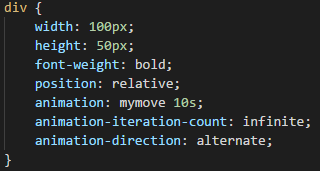 div {
    width: 100px;
    height: 50px;
    font-weight: bold;
    position: relative;
    animation: mymove 10s;
    animation-iteration-count: infinite;
    animation-direction: alternate;
}